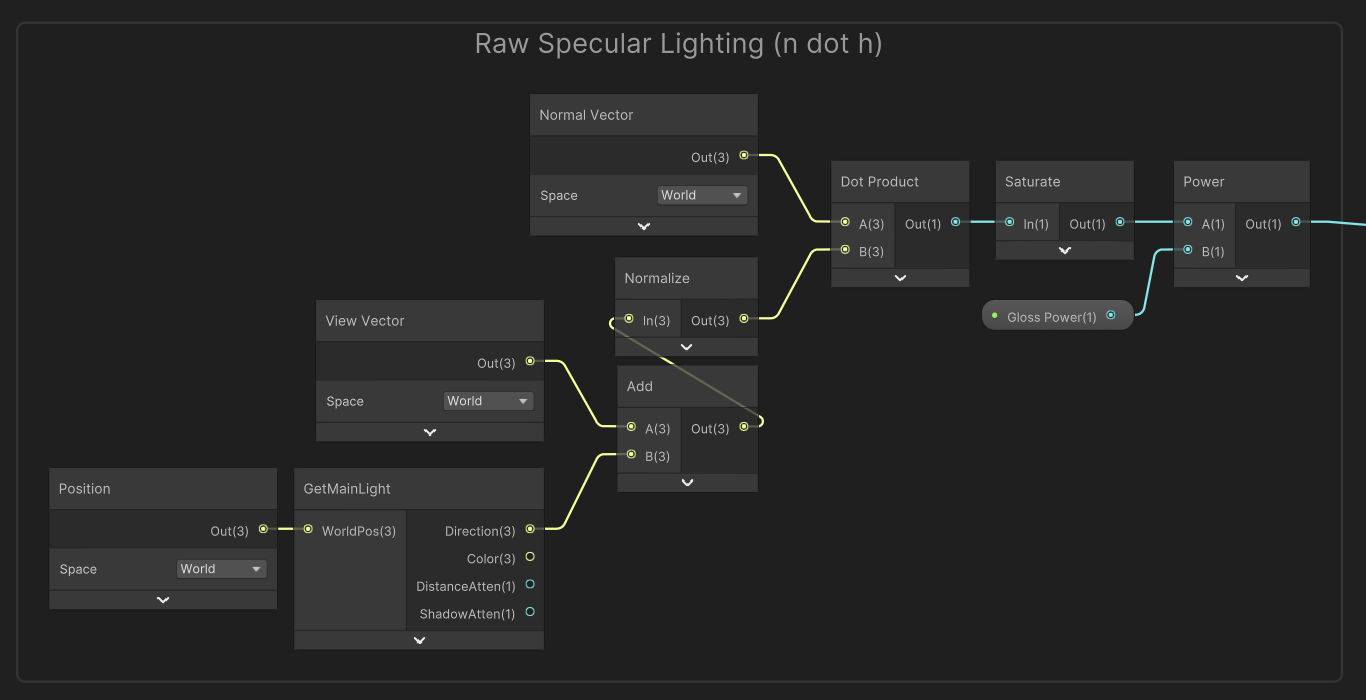 Raw Specular Lighting (n dot h)
Normal Vector
Out(3)
Space World
Dot Product
A(3) Out(1)
B(3)
Saturate
In(1) Out(1)
Power
A(1) Out(1)
B(1)
Gloss Power(1)
Normalize
In(3) Out(3)
View Vector
Out(3)
Space World
Add
A(3) Out(3)
B(3)
Position
Out(3)
Space World
GetMainLight
WorldPos(3) Direction(3)
Color(3)
DistanceAtten(1)
ShadowAtten(1)